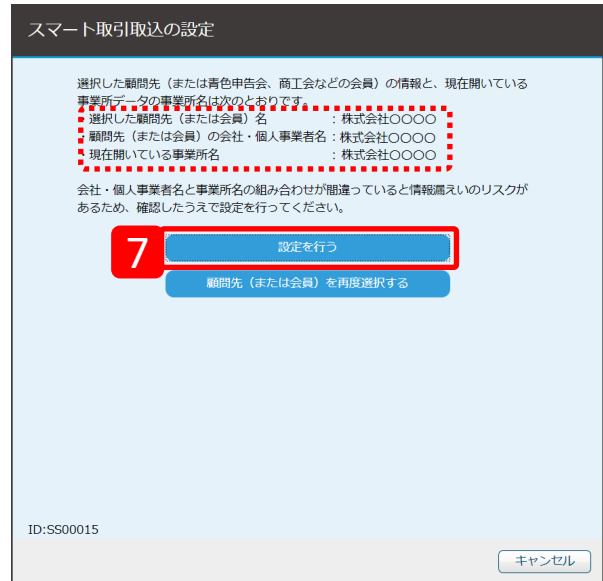 スマート取引取込の設定
選択した顧問先（または青色申告会、商工会などの会員）の情報と、現在開いている
事業所データの事業所名は次のとおりです。
・選択した顧問先（または会員）名　　　　：株式会社〇〇〇〇
・顧問先（または会員）の会社・個人事業者名：株式会社〇〇〇〇
・現在開いている事業所名　　　　　　　　：株式会社〇〇〇〇
会社・個人事業者名と事業所名の組み合わせが間違っていると情報漏えいのリスクが
あるため、確認したうえで設定を行ってください。
7
設定を行う
顧問先（または会員）を再度選択する
ID:SS00015
キャンセル